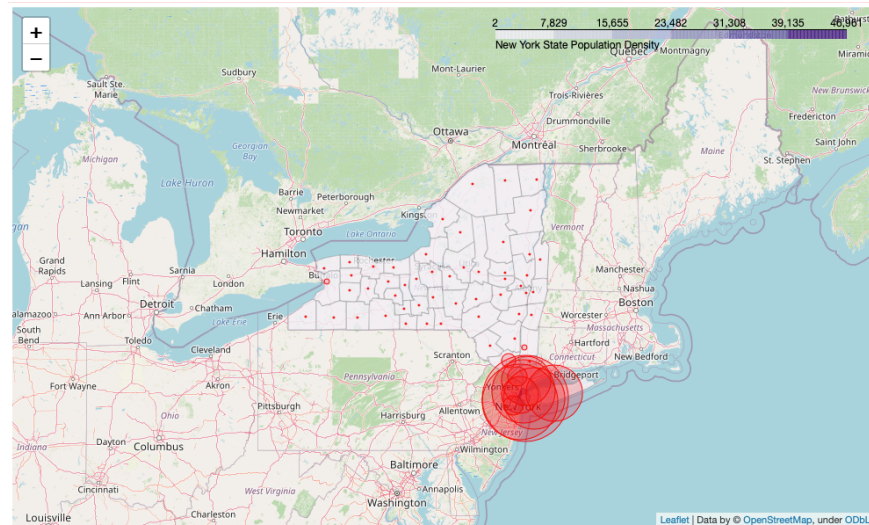 +
−
2 7,829 15,655 23,482 31,308 39,135 46,961
New York State Population Density
Québec
Montmagny
Miramichi
Sault Ste.
Marie
Sudbury
Mont-Laurier
Trois-Rivières
New Brunswick
Drummondville
Fredericton
Ottawa
Montréal
Sherbrooke
Saint John
Georgian
Bay
Maine
St. Stephen
Michigan
Lake Huron
Barrie
Peterborough
Newmarket
Lake Ontario
Vermont
Toronto
Hamilton
Grand
Rapids
Sarnia
London
Manchester
Nashua
Lansing
Flint
Boston
Ann Arbor
Detroit
Chatham
Lake Erie
Erie
Worcester
Massachusetts
South
Bend
Toledo
Hartford
Connecticut
New Bedford
Cleveland
Scranton
Bridgeport
Fort Wayne
Akron
Pennsylvania
Yonkers
New York
Pittsburgh
Allentown
Ohio
Harrisburg
New Jersey
Indiana
Dayton
Columbus
Wilmington
Cincinnati
Baltimore
West Virginia
Annapolis
Washington
Louisville
Charleston
Leaflet | Data by © OpenStreetMap, under ODbL